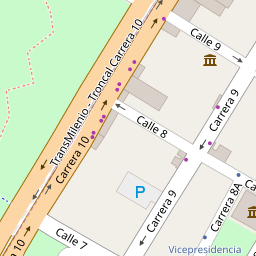 Calle 9
TransMilenio - Troncal Carrera 10
Carrera 9
Calle 8
Carrera 10
P
Carrera 9
Carrera 8A
Calle 7
Vicepresidencia
10